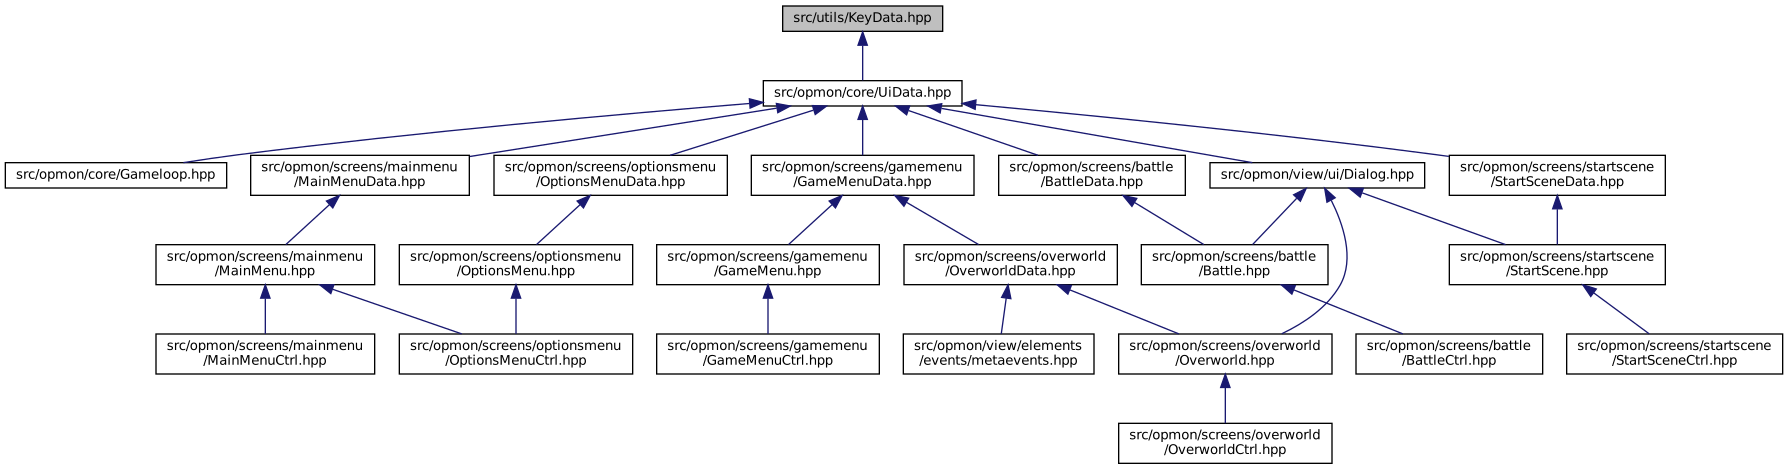 src/utils/KeyData.hpp
src/opmon/core/UiData.hpp
src/opmon/core/Gameloop.hpp
src/opmon/screens/mainmenu
/MainMenuData.hpp
src/opmon/screens/optionsmenu
/OptionsMenuData.hpp
src/opmon/screens/gamemenu
/GameMenuData.hpp
src/opmon/screens/battle
/BattleData.hpp
src/opmon/view/ui/Dialog.hpp
src/opmon/screens/startscene
/StartSceneData.hpp
src/opmon/screens/mainmenu
/MainMenu.hpp
src/opmon/screens/optionsmenu
/OptionsMenu.hpp
src/opmon/screens/gamemenu
/GameMenu.hpp
src/opmon/screens/overworld
/OverworldData.hpp
src/opmon/screens/battle
/Battle.hpp
src/opmon/screens/startscene
/StartScene.hpp
src/opmon/screens/mainmenu
/MainMenuCtrl.hpp
src/opmon/screens/optionsmenu
/OptionsMenuCtrl.hpp
src/opmon/screens/gamemenu
/GameMenuCtrl.hpp
src/opmon/view/elements
/events/metaevents.hpp
src/opmon/screens/overworld
/Overworld.hpp
src/opmon/screens/battle
/BattleCtrl.hpp
src/opmon/screens/startscene
/StartSceneCtrl.hpp
src/opmon/screens/overworld
/OverworldCtrl.hpp